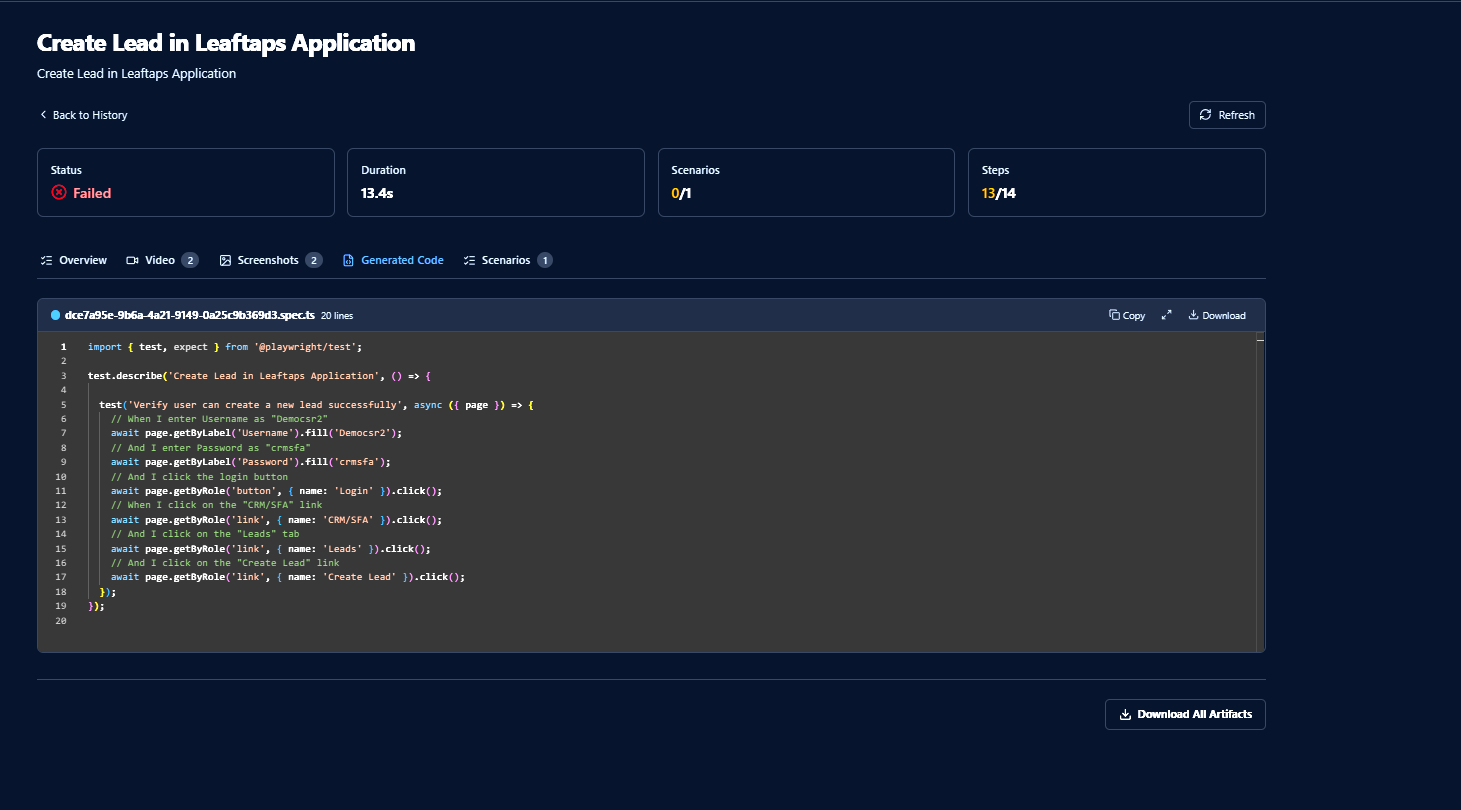 Create Lead in Leaftaps Application
Create Lead in Leaftaps Application
Back to History
Refresh
Status
Failed
Duration
13.4s
Scenarios
0/1
Steps
13/14
Overview
Video 2
Screenshots 2
Generated Code
Scenarios 1
dce7a95e-9b6a-4a21-9149-0a25c9b369d3.spec.ts 20 lines
Copy
Download
1 import { test, expect } from '@playwright/test';
2
3 test.describe('Create Lead in Leaftaps Application', () => {
4
5   test('Verify user can create a new lead successfully', async ({ page }) => {
6     // When I enter Username as "Democsr2"
7     await page.getByLabel('Username').fill('Democsr2');
8     // And I enter Password as "crmsfa"
9     await page.getByLabel('Password').fill('crmsfa');
10     // And I click the login button
11     await page.getByRole('button', { name: 'Login' }).click();
12     // When I click on the "CRM/SFA" link
13     await page.getByRole('link', { name: 'CRM/SFA' }).click();
14     // And I click on the "Leads" tab
15     await page.getByRole('link', { name: 'Leads' }).click();
16     // And I click on the "Create Lead" link
17     await page.getByRole('link', { name: 'Create Lead' }).click();
18   });
19 });
20
Download All Artifacts